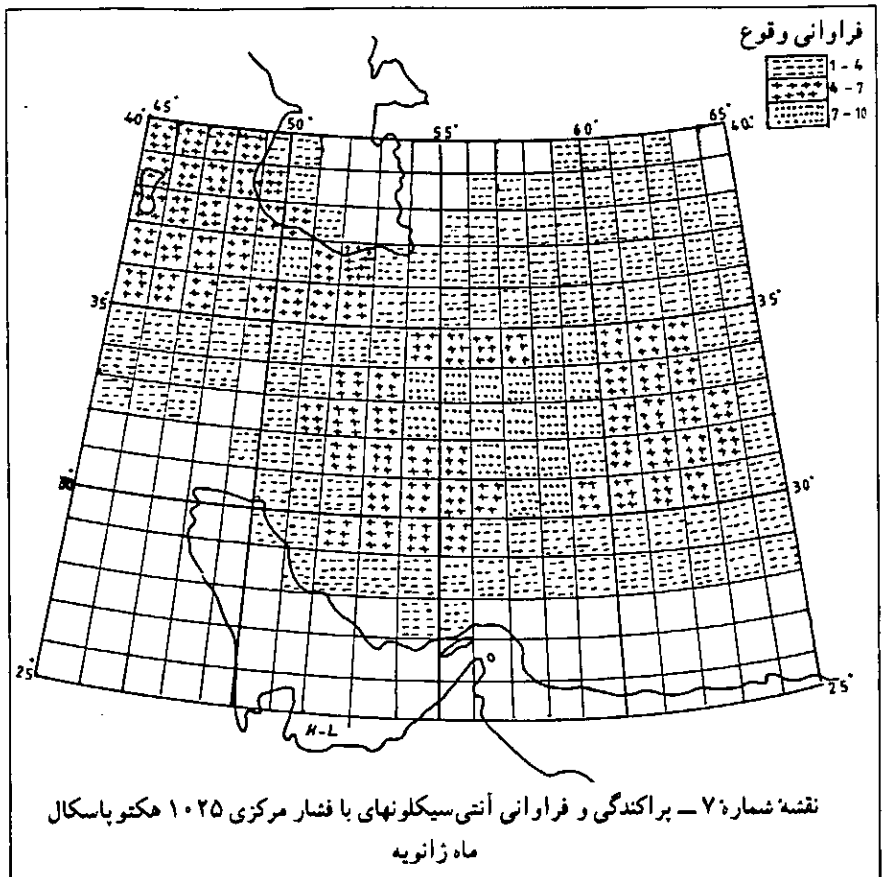 فراوانی وقوع
1 - 4
4 - 7
7 - 10
40° 45° 50° 55° 60° 65° 40°
35° 35°
30 30°
25° 25°
H-L
نقشه شمارهٔ ۷ ــ پراکندگی و فراوانی آنتی‌سیکلونهای با فشار مرکزی ۱۰۲۵ هکتوپاسکال
ماه ژانویه